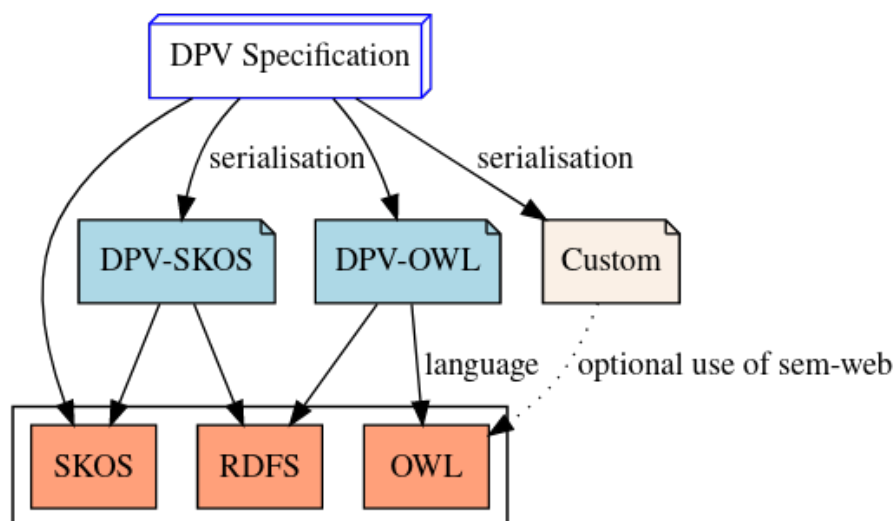 DPV Specification
serialisation
serialisation
DPV-SKOS
DPV-OWL
Custom
language
optional use of sem-web
SKOS
RDFS
OWL